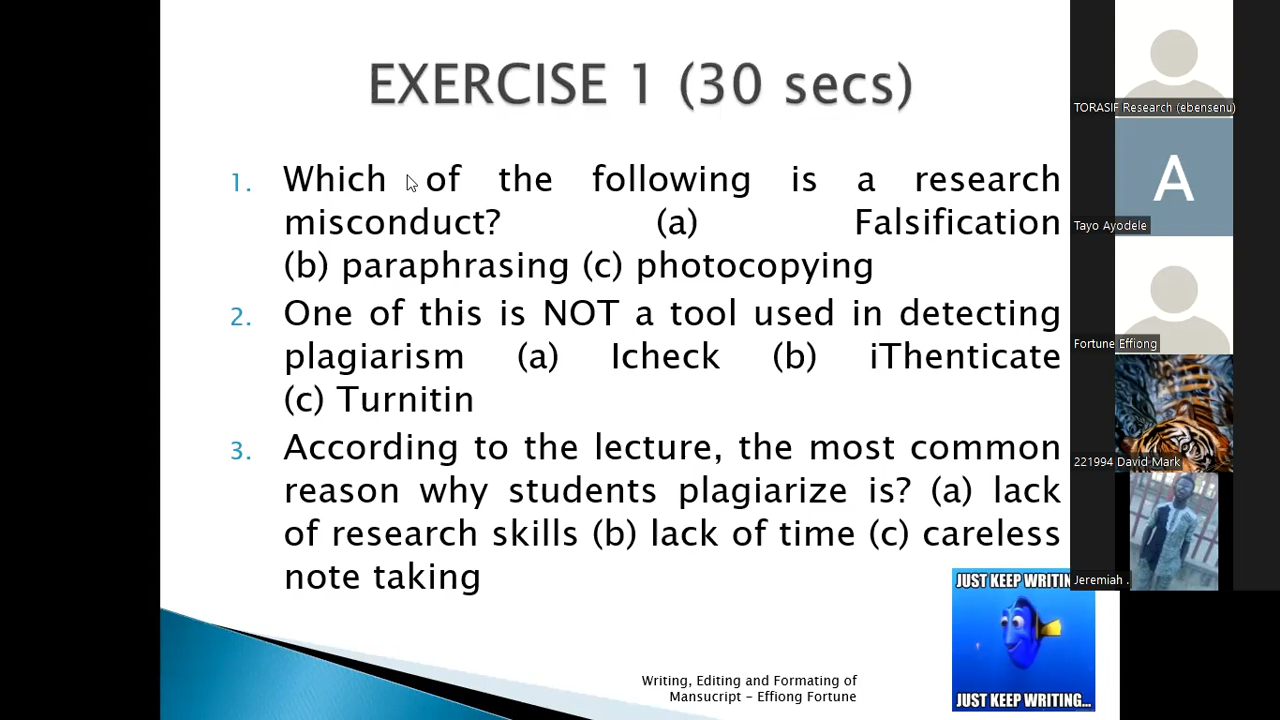 EXERCISE 1 (30 secs)
1. Which of the following is a research
misconduct? (a) Falsification
(b) paraphrasing (c) photocopying
2. One of this is NOT a tool used in detecting
plagiarism (a) Icheck (b) iThenticate
(c) Turnitin
3. According to the lecture, the most common
reason why students plagiarize is? (a) lack
of research skills (b) lack of time (c) careless
note taking
JUST KEEP WRITIN
JUST KEEP WRITING...
Writing, Editing and Formating of
Mansucript – Effiong Fortune
TORASIF Research (ebensenu)
A
Tayo Ayodele
Fortune Effiong
221994 David Mark
Jeremiah .